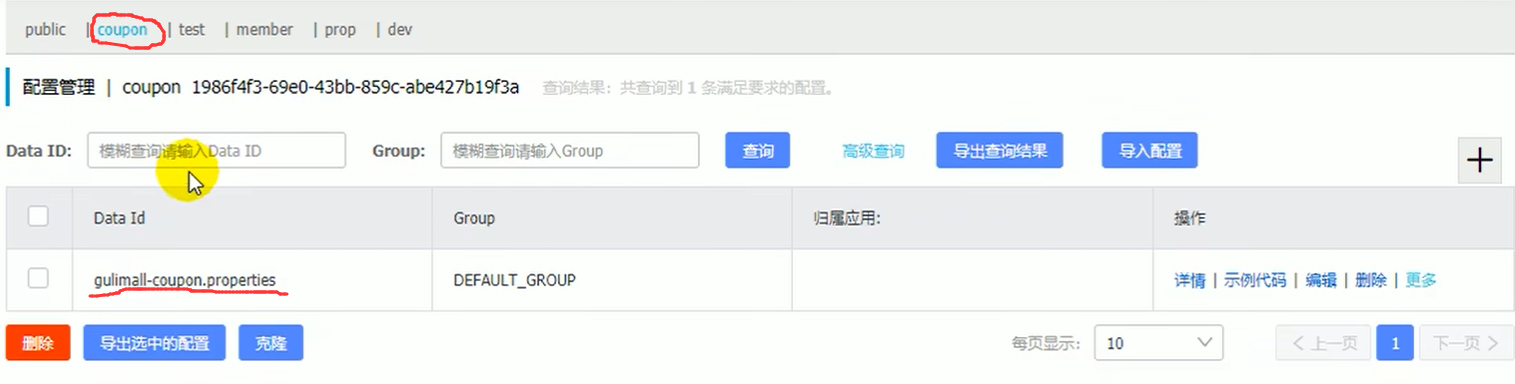 public | coupon | test | member | prop | dev
配置管理 | coupon 1986f4f3-69e0-43bb-859c-abe427b19f3a 查询结果：共查询到 1 条满足要求的配置。
Data ID: 模糊查询请输入Data ID Group: 模糊查询请输入Group 查询 高级查询 导出查询结果 导入配置 +
Data Id Group 归属应用: 操作
gulimall-coupon.properties DEFAULT_GROUP 详情 | 示例代码 | 编辑 | 删除 | 更多
删除 导出选中的配置 克隆 每页显示: 10 < 上一页 1 下一页 >